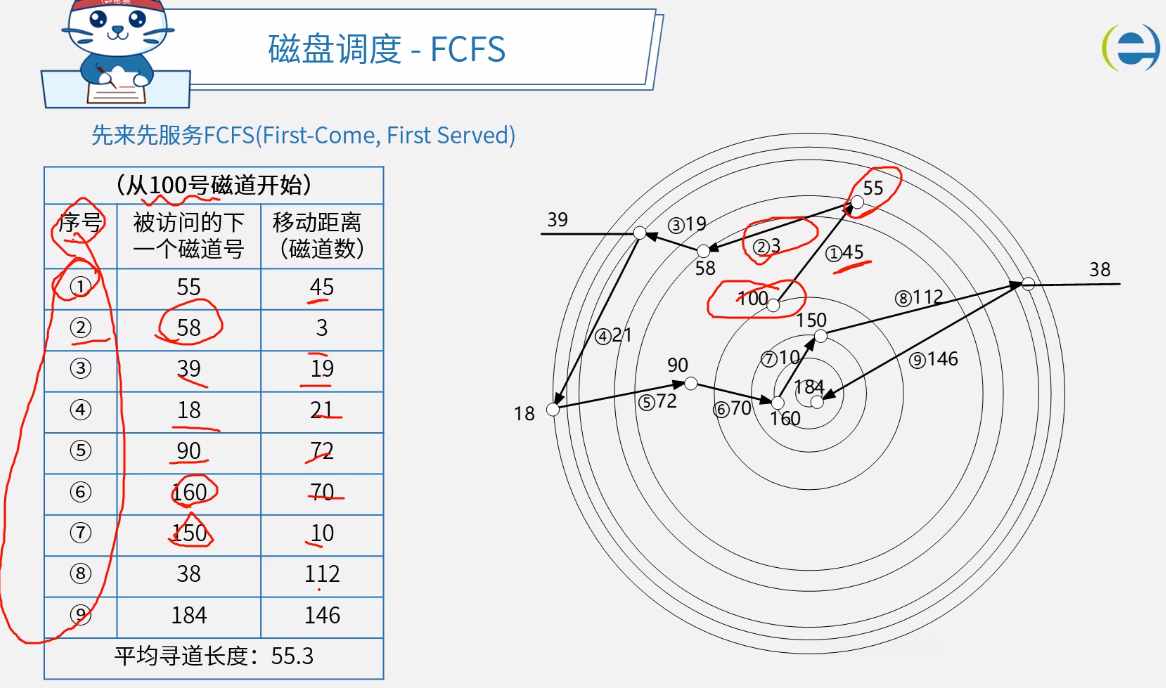 磁盘调度 - FCFS
先来先服务FCFS(First-Come, First Served)
（从100号磁道开始）
序号 被访问的下一个磁道号 移动距离（磁道数）
① 55 45
② 58 3
③ 39 19
④ 18 21
⑤ 90 72
⑥ 160 70
⑦ 150 10
⑧ 38 112
⑨ 184 146
平均寻道长度：55.3
55
39
③19
②3
58
①45
38
100
⑧112
150
④21
⑦10
⑨146
90
184
18
⑤72
⑥70
160